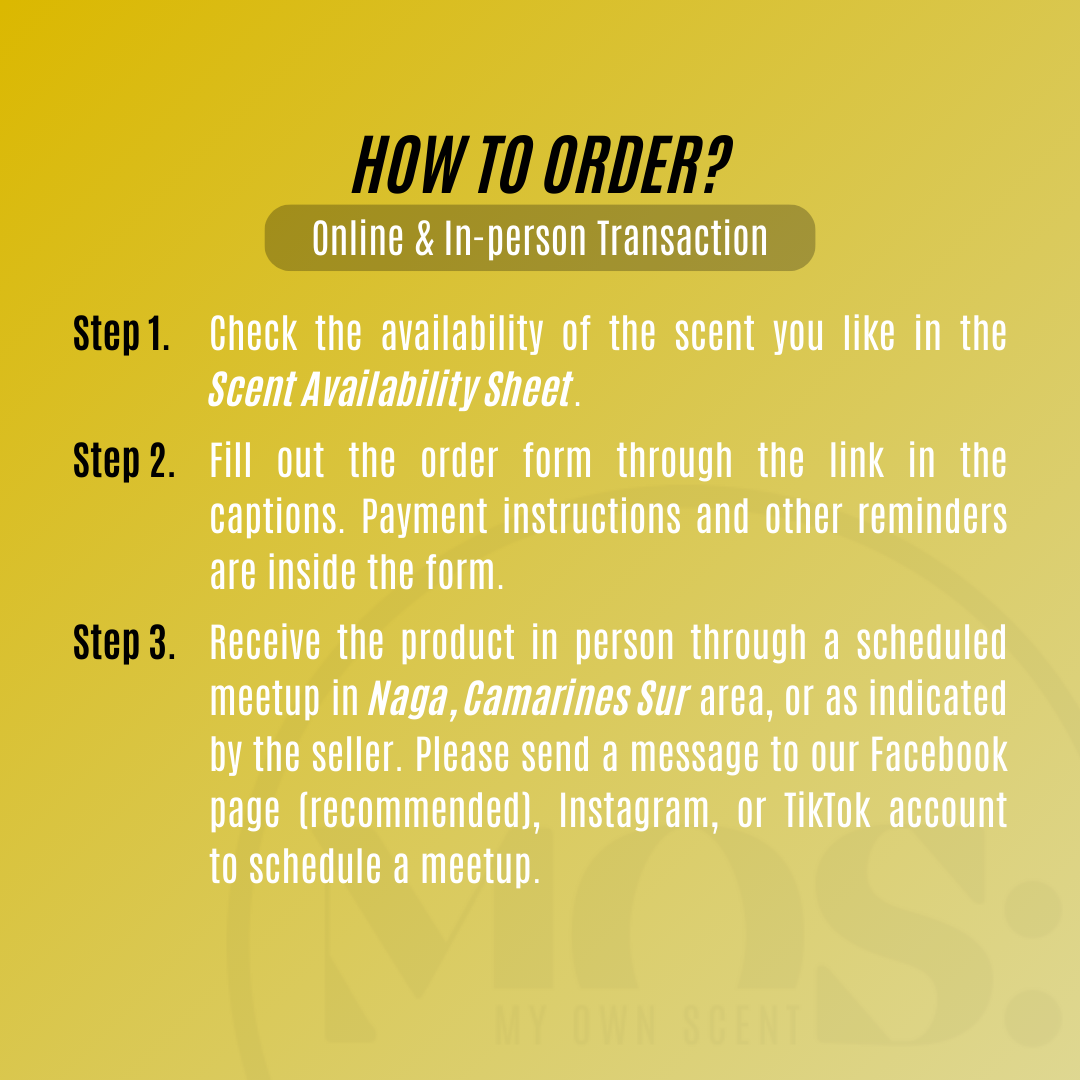 HOW TO ORDER?
Online & In-person Transaction
Step 1. Check the availability of the scent you like in the
Scent Availability Sheet.
Step 2. Fill out the order form through the link in the
captions. Payment instructions and other reminders
are inside the form.
Step 3. Receive the product in person through a scheduled
meetup in Naga, Camarines Sur area, or as indicated
by the seller. Please send a message to our Facebook
page (recommended), Instagram, or TikTok account
to schedule a meetup.
MOS:
MY OWN SCENT